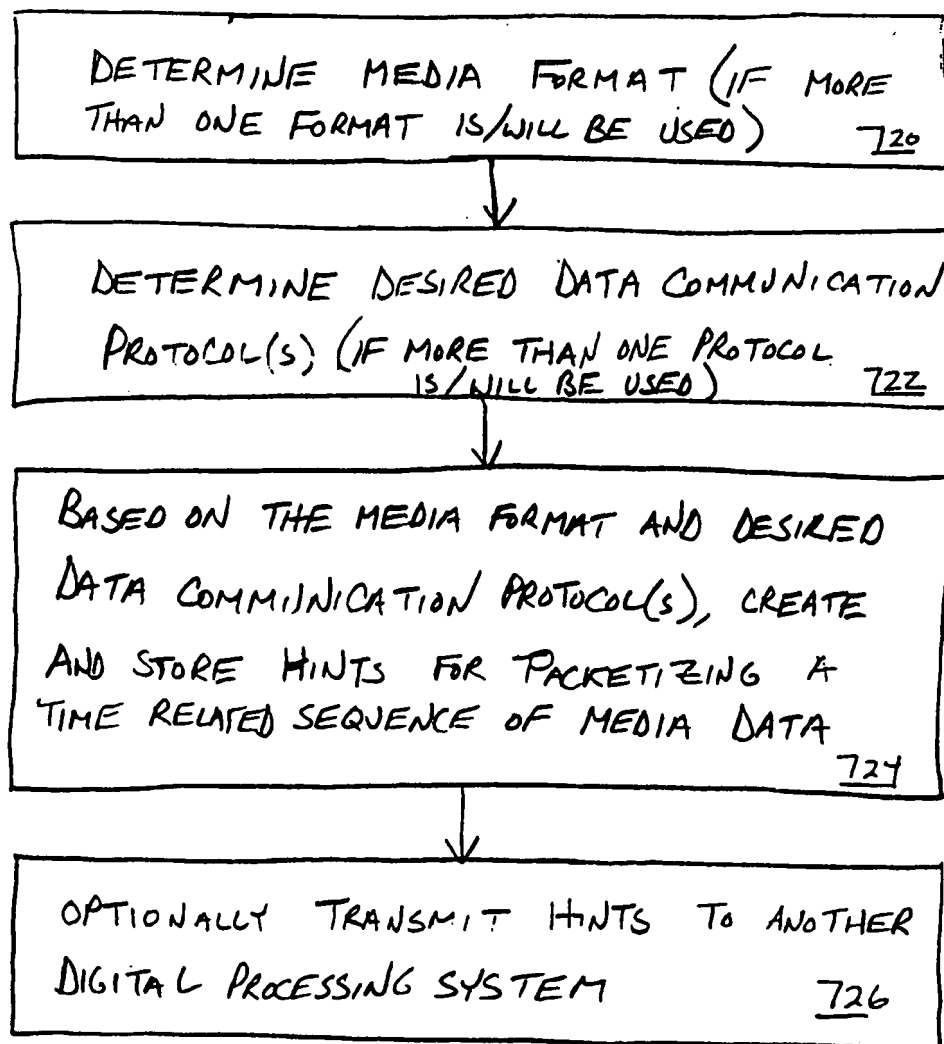 DETERMINE MEDIA FORMAT (IF MORE
THAN ONE FORMAT IS/WILL BE USED) 720
DETERMINE DESIRED DATA COMMUNICATION
PROTOCOL(S) (IF MORE THAN ONE PROTOCOL
IS/WILL BE USED) 722
BASED ON THE MEDIA FORMAT AND DESIRED
DATA COMMUNICATION PROTOCOL(S), CREATE
AND STORE HINTS FOR PACKETIZING A
TIME RELATED SEQUENCE OF MEDIA DATA
724
OPTIONALLY TRANSMIT HINTS TO ANOTHER
DIGITAL PROCESSING SYSTEM 726